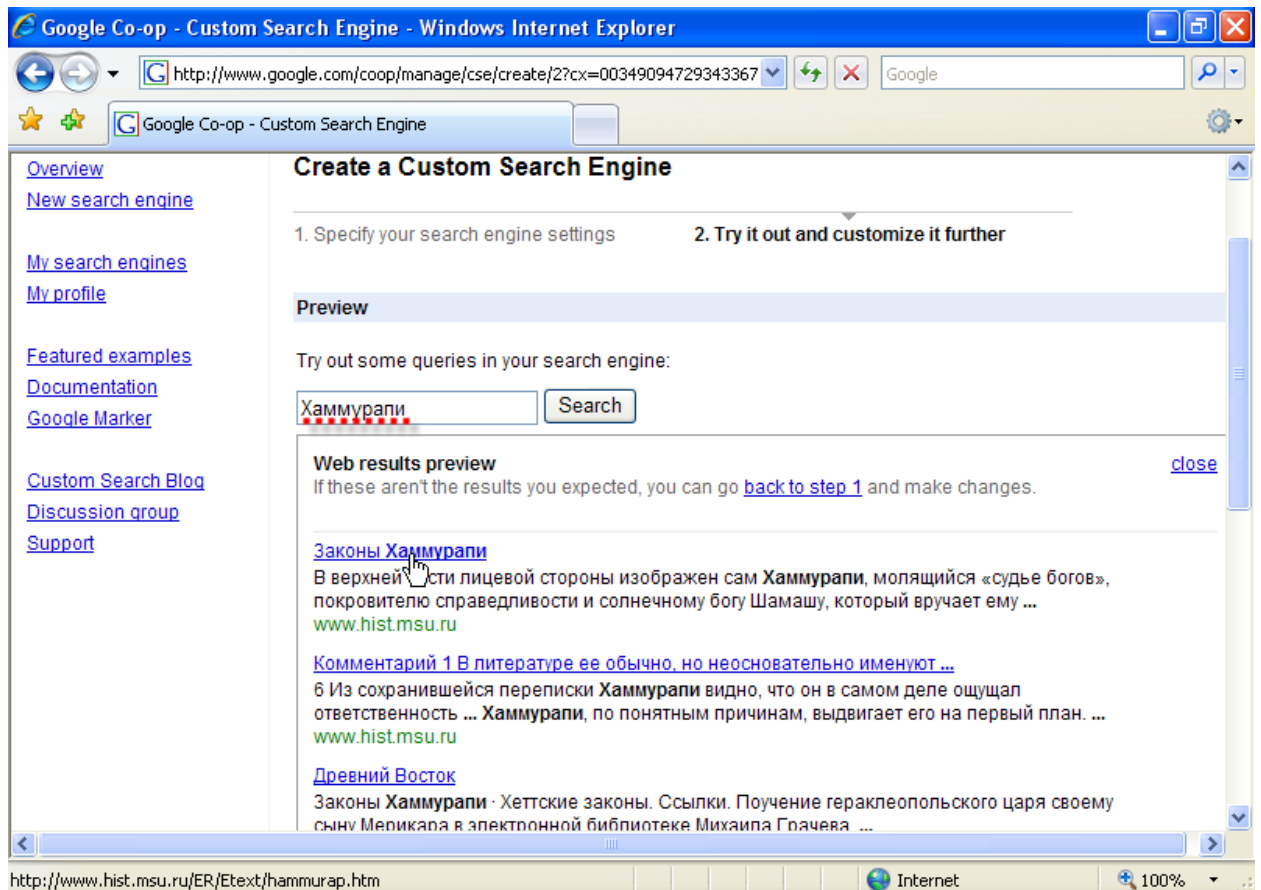 Google Co-op - Custom Search Engine - Windows Internet Explorer
http://www.google.com/coop/manage/cse/create/2?cx=00349094729343367
Google
Google Co-op - Custom Search Engine
Overview
New search engine
My search engines
My profile
Featured examples
Documentation
Google Marker
Custom Search Blog
Discussion group
Support
Create a Custom Search Engine
1. Specify your search engine settings
2. Try it out and customize it further
Preview
Try out some queries in your search engine:
Хаммурапи
Search
Web results preview
close
If these aren't the results you expected, you can go back to step 1 and make changes.
Законы Хаммурапи
В верхней сти лицевой стороны изображен сам Хаммурапи, молящийся «судье богов»,
покровителю справедливости и солнечному богу Шамашу, который вручает ему ...
www.hist.msu.ru
Комментарий 1 В литературе ее обычно, но неосновательно именуют ...
6 Из сохранившейся переписки Хаммурапи видно, что он в самом деле ощущал
ответственность ... Хаммурапи, по понятным причинам, выдвигает его на первый план. ...
www.hist.msu.ru
Древний Восток
Законы Хаммурапи · Хеттские законы. Ссылки. Поучение гераклеопольского царя своему
сыну Мерикара в электронной библиотеке Михаила Грачева. ...
http://www.hist.msu.ru/ER/Etext/hammurap.htm
Internet
100%